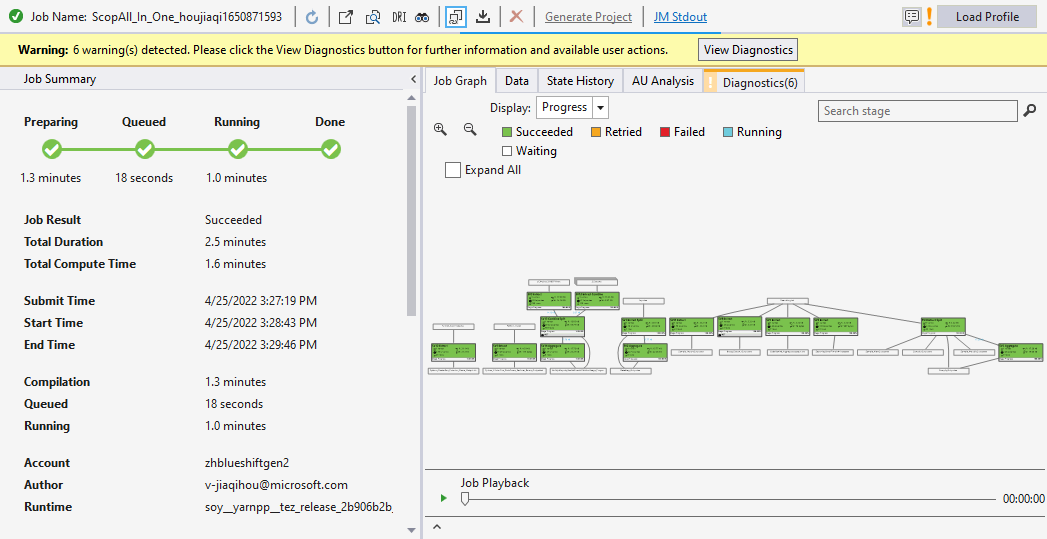 Job Name: ScopAll_In_One_houjiaqi1650871593
DRI
Generate Project
JM Stdout
Load Profile
Warning: 6 warning(s) detected. Please click the View Diagnostics button for further information and available user actions.
View Diagnostics
Job Summary
Preparing Queued Running Done
1.3 minutes 18 seconds 1.0 minutes
Job Result Succeeded
Total Duration 2.5 minutes
Total Compute Time 1.6 minutes
Submit Time 4/25/2022 3:27:19 PM
Start Time 4/25/2022 3:28:43 PM
End Time 4/25/2022 3:29:46 PM
Compilation 1.3 minutes
Queued 18 seconds
Running 1.0 minutes
Account zhblueshiftgen2
Author v-jiaqihou@microsoft.com
Runtime soy__yarnpp__tez_release_2b906b2b
Job Graph Data State History AU Analysis Diagnostics(6)
Display: Progress
Search stage
Succeeded Retried Failed Running
Waiting
Expand All
Job Playback
00:00:00